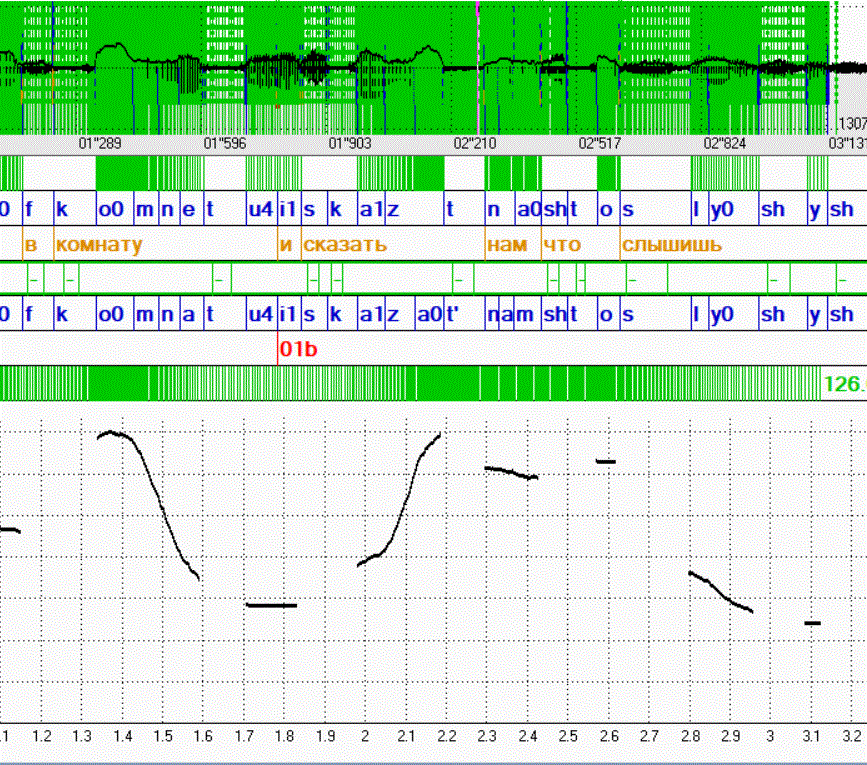 1307
01"289 01"596 01"903 02"210 02"517 02"824 03"131
0 f k o0 m n e t u4 i1 s k a1 z t n a0 sh t o s l y0 sh y sh
в комнату и сказать нам что слышишь
- - - - - - - - - - -
0 f k o0 m n a t u4 i1 s k a1 z a0 t' n a m sh t o s l y0 sh y sh
01b
126.
.1 1.2 1.3 1.4 1.5 1.6 1.7 1.8 1.9 2 2.1 2.2 2.3 2.4 2.5 2.6 2.7 2.8 2.9 3 3.1 3.2